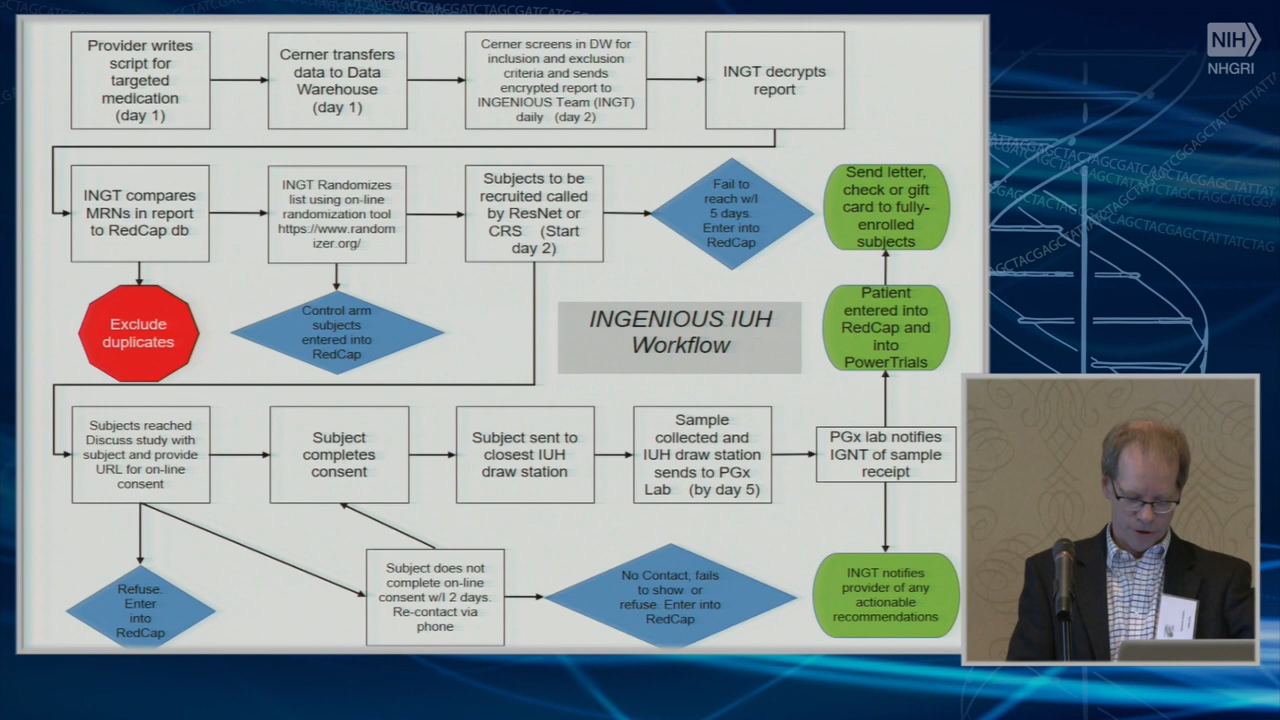 Provider writes
script for
targeted
medication
(day 1)
Cerner transfers
data to Data
Warehouse
(day 1)
Cerner screens in DW for
inclusion and exclusion
criteria and sends
encrypted report to
INGENIOUS Team (INGT)
daily (day 2)
INGT decrypts
report
NIH
NHGRI
INGT compares
MRNs in report
to RedCap db
INGT Randomizes
list using on-line
randomization tool
https://www.random
izer.org/
Subjects to be
recruited called
by ResNet or
CRS (Start
day 2)
Fail to
reach w/I
5 days.
Enter into
RedCap
Send letter,
check or gift
card to fully-
enrolled
subjects
Exclude
duplicates
Control arm
subjects
entered into
RedCap
INGENIOUS IUH
Workflow
Patient
entered into
RedCap and
into
PowerTrials
Subjects reached
Discuss study with
subject and provide
URL for on-line
consent
Subject
completes
consent
Subject sent to
closest IUH
draw station
Sample
collected and
IUH draw station
sends to PGx
Lab (by day 5)
PGx lab notifies
IGNT of sample
receipt
Refuse.
Enter
into
RedCap
Subject does not
complete on-line
consent w/I 2 days.
Re-contact via
phone
No Contact, fails
to show or
refuse. Enter into
RedCap
INGT notifies
provider of any
actionable
recommendations